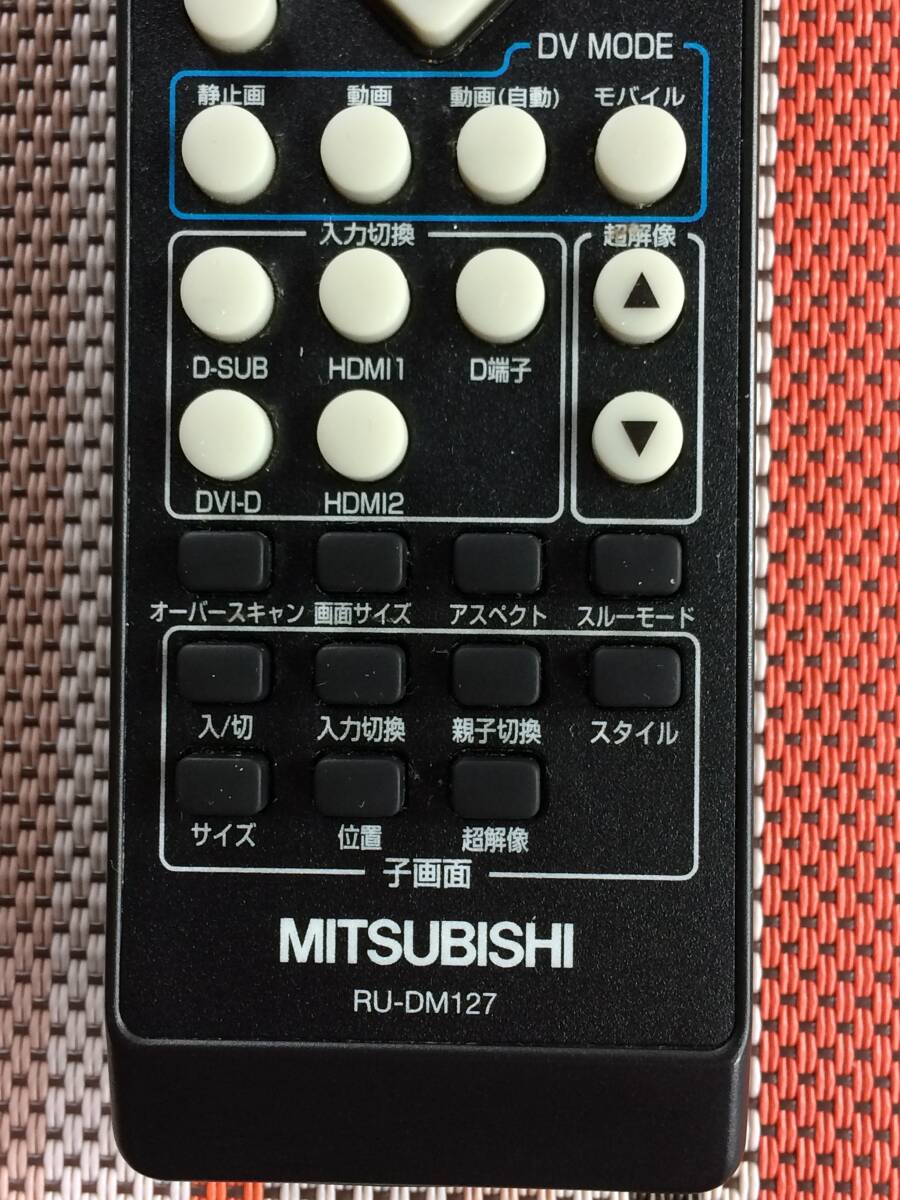 DV MODE
静止画 動画 動画(自動) モバイル
入力切換 超解像
D-SUB HDMI1 D端子
DVI-D HDMI2
オーバースキャン 画面サイズ アスペクト スルーモード
入/切 入力切換 親子切換 スタイル
サイズ 位置 超解像
子画面
MITSUBISHI
RU-DM127